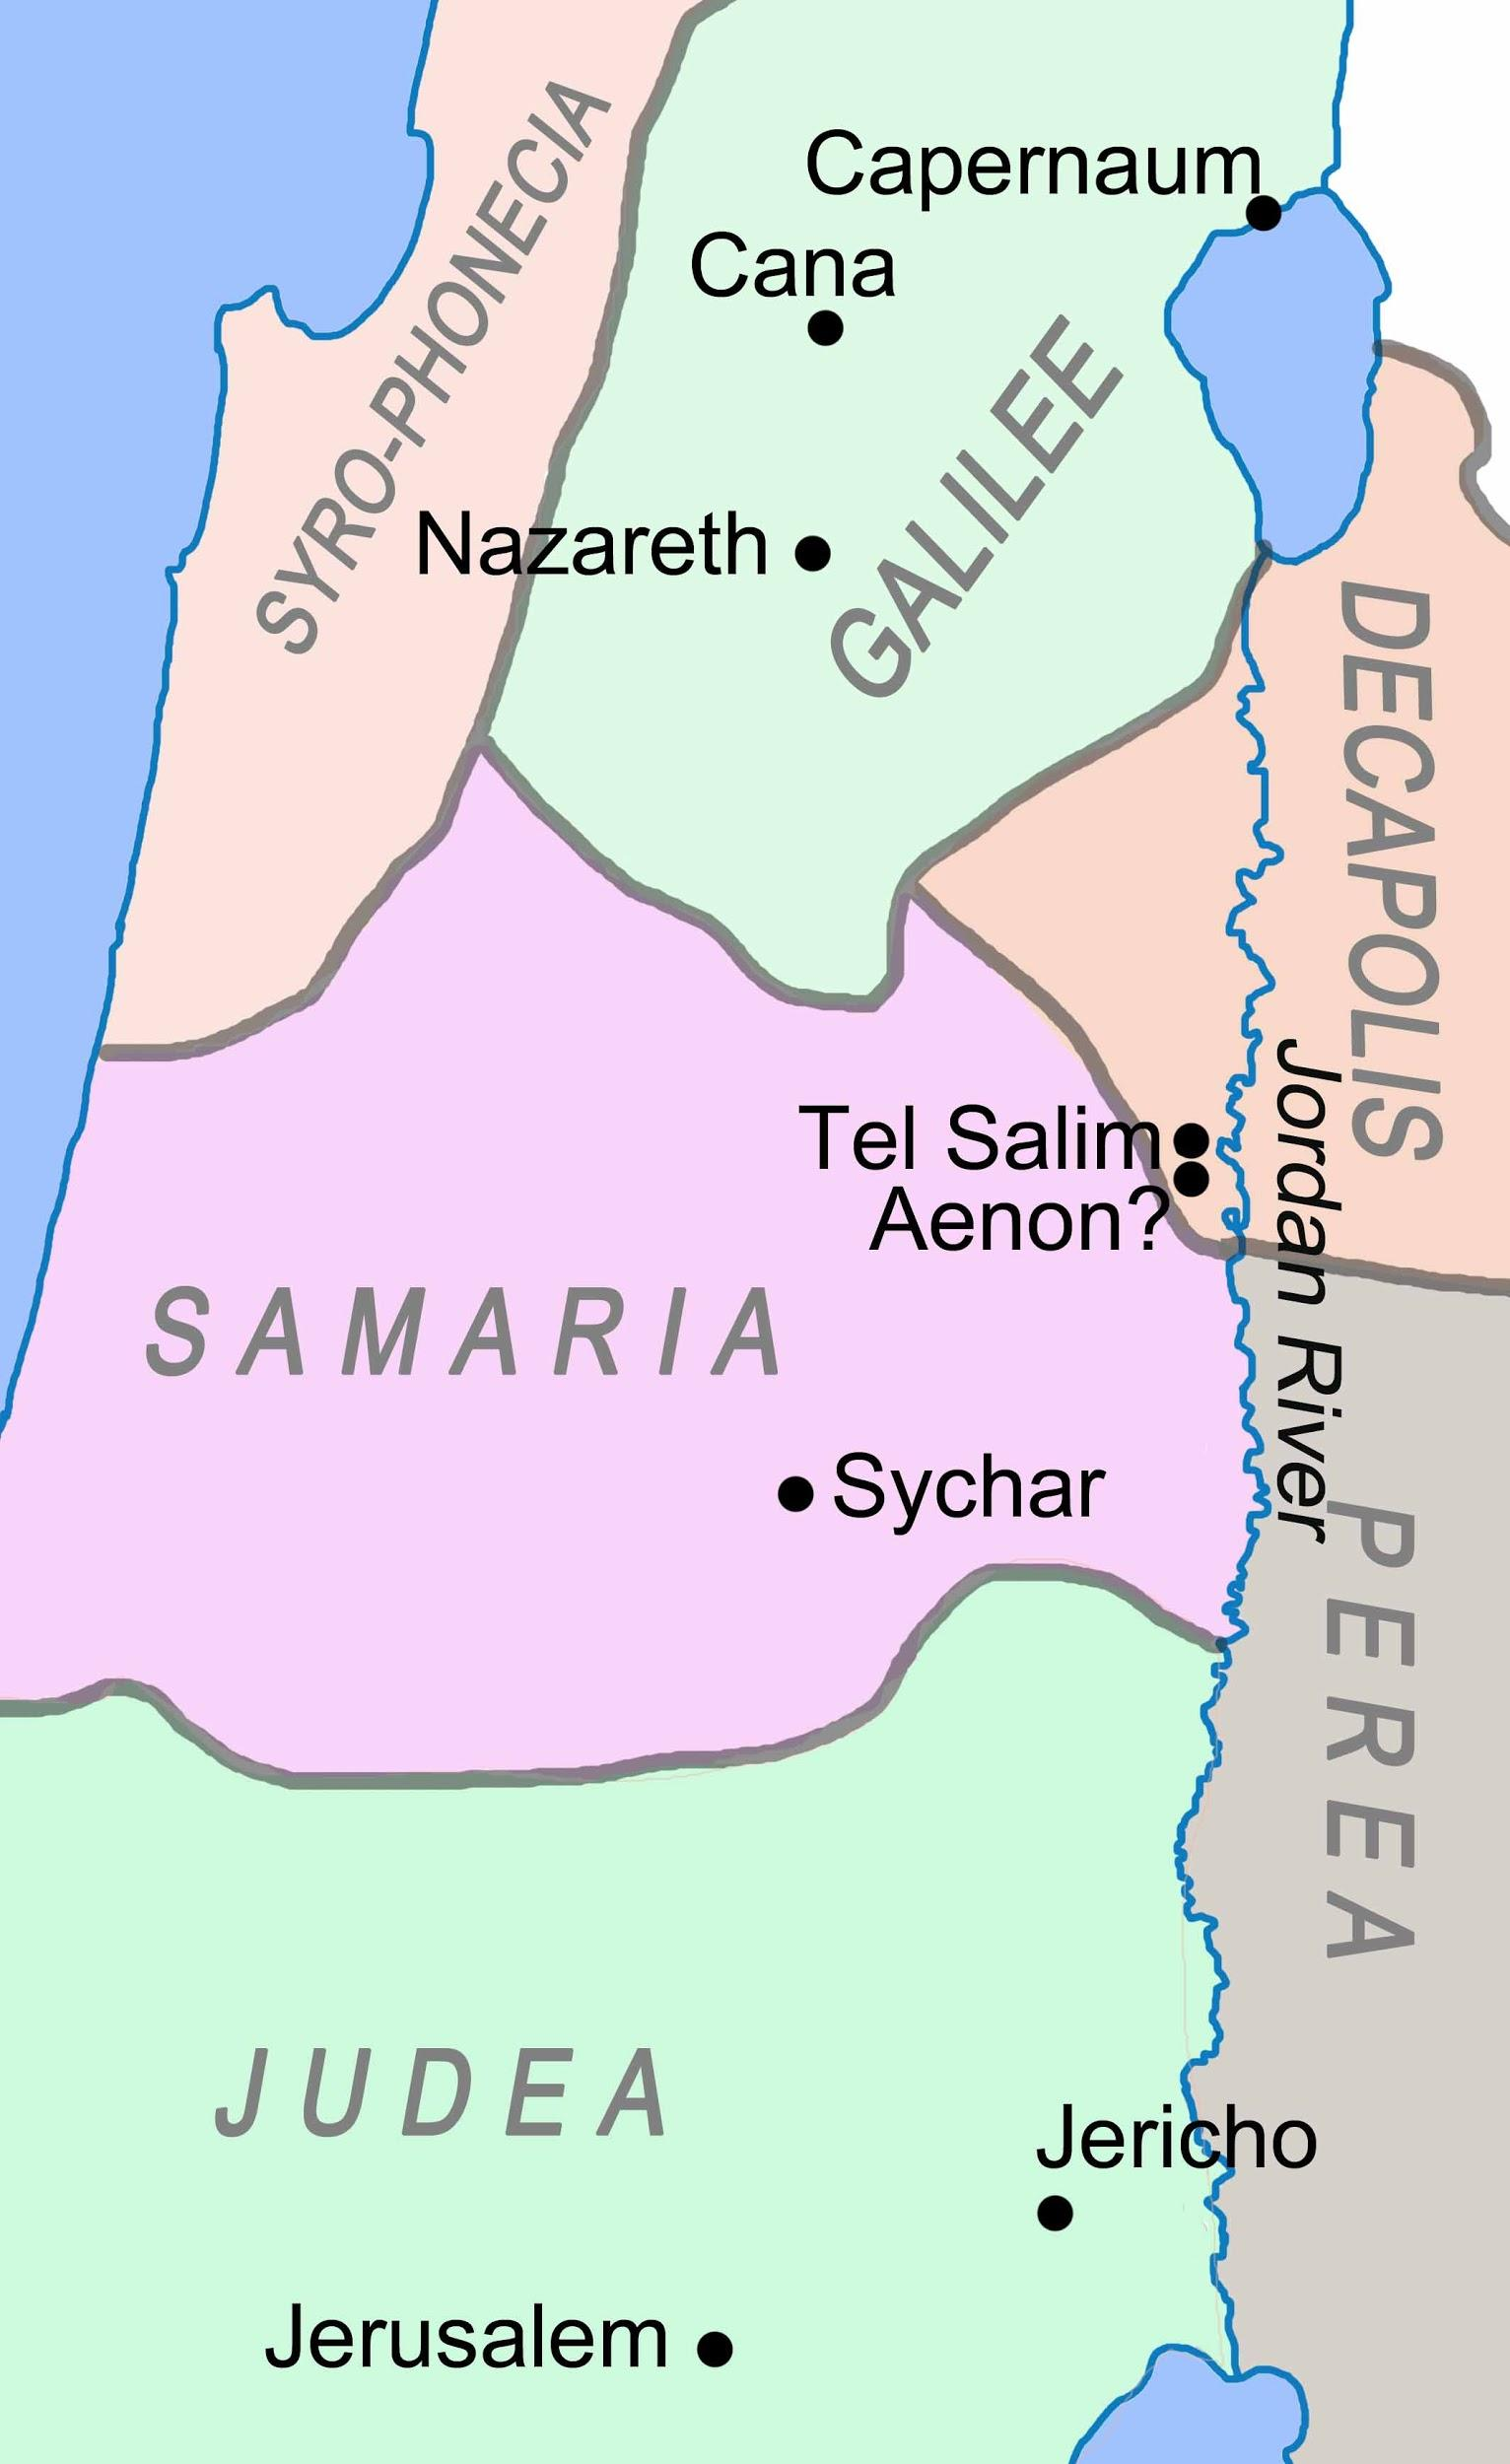 SYRO-PHONECIA
Capernaum
Cana
GALILEE
Nazareth
DECAPOLIS
Tel Salim
Aenon?
Jordan River
SAMARIA
Sychar
PEREA
JUDEA
Jericho
Jerusalem